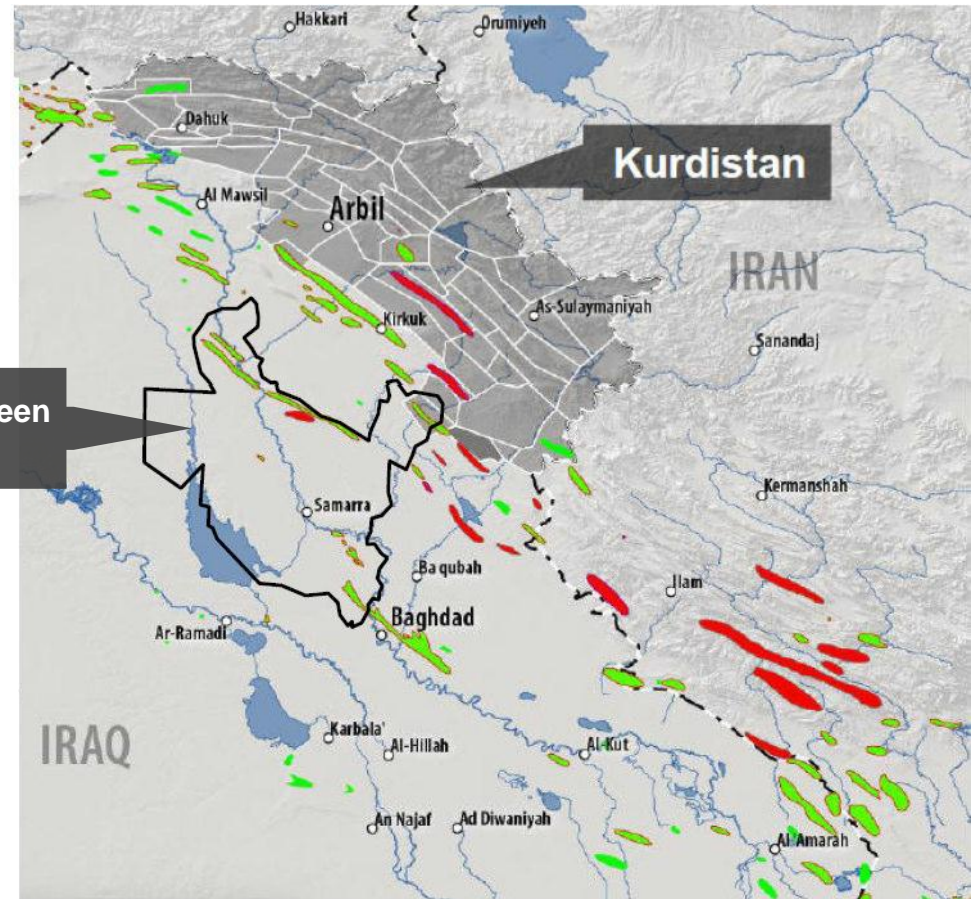 Hakkari
Orumiyeh
Dahuk
Kurdistan
Al Mawsil
Arbil
IRAN
As-Sulaymaniyah
Kirkuk
Sanandaj
een
Kermanshah
Samarra
Ba qubah
Ilam
Baghdad
Ar-Ramadi
IRAQ
Karbala'
Al-Hillah
Al-Kut
An Najaf
Ad Diwaniyah
Al 'Amarah